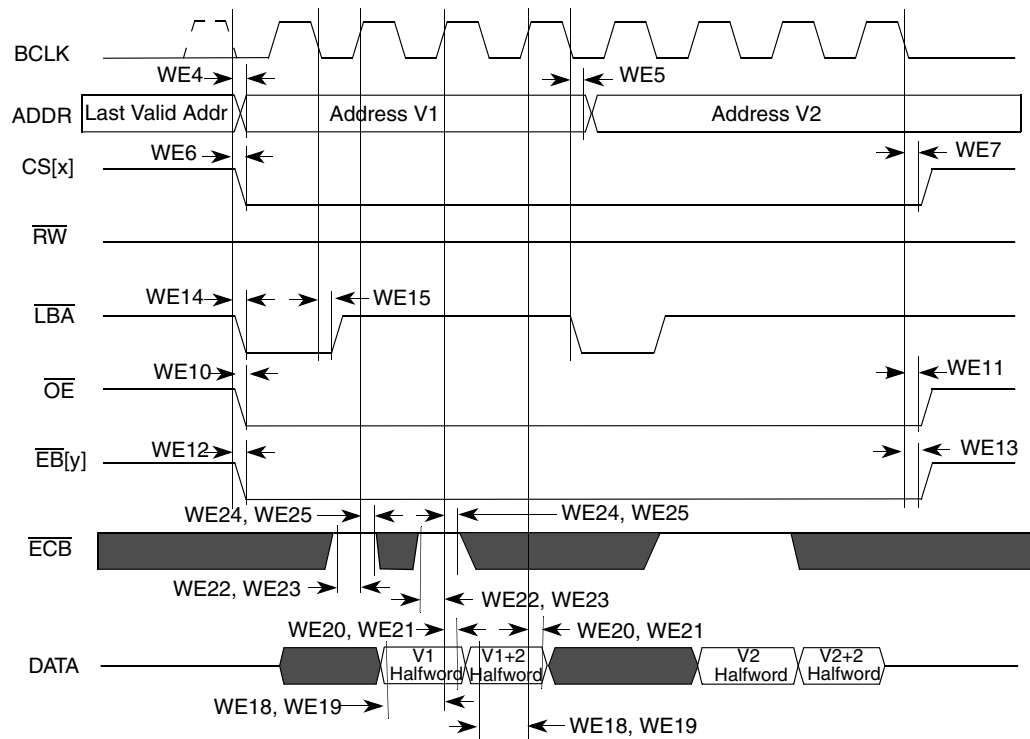 BCLK
WE4
WE5
ADDR
Last Valid Addr
Address V1
Address V2
WE6
WE7
CS[x]
RW
WE14
WE15
LBA
WE10
WE11
OE
WE12
WE13
EB[y]
WE24, WE25
WE24, WE25
ECB
WE22, WE23
WE22, WE23
WE20, WE21
WE20, WE21
DATA
V1
Halfword
V1+2
Halfword
V2
Halfword
V2+2
Halfword
WE18, WE19
WE18, WE19